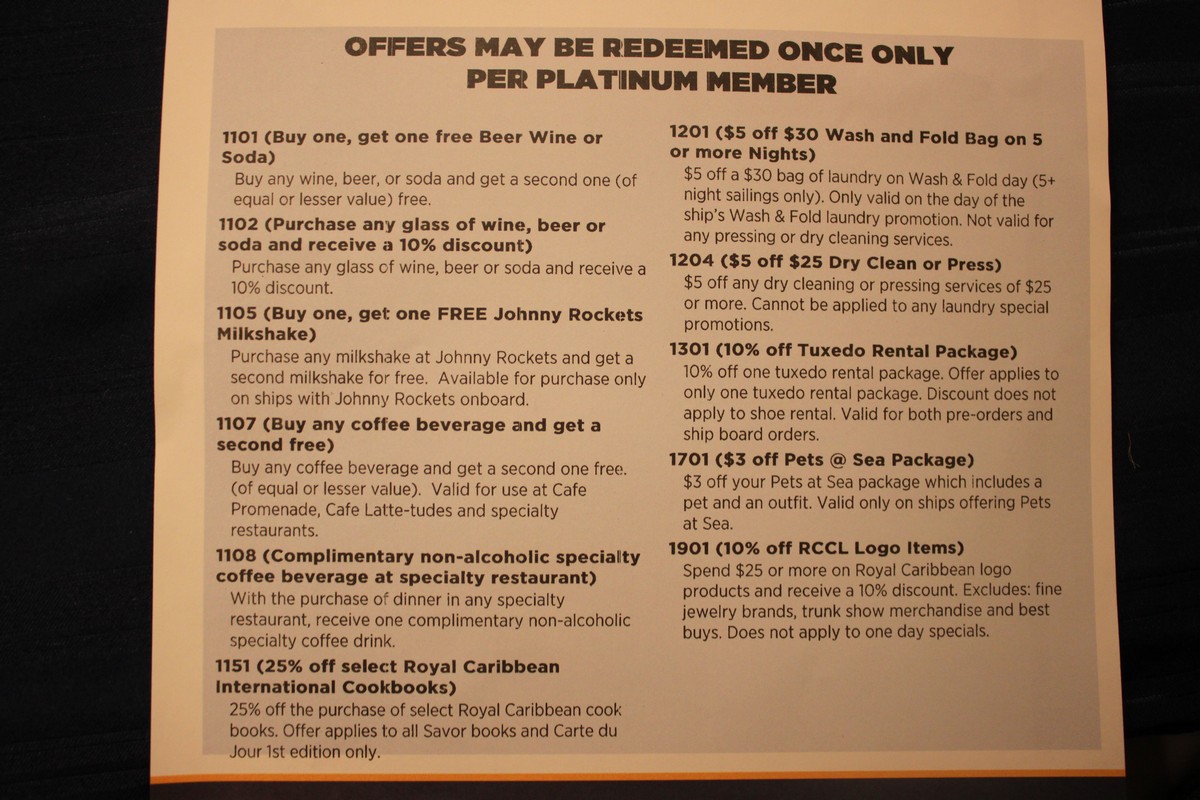 OFFERS MAY BE REDEEMED ONCE ONLY
PER PLATINUM MEMBER
1101 (Buy one, get one free Beer Wine or
Soda)
Buy any wine, beer, or soda and get a second one (of
equal or lesser value) free.
1102 (Purchase any glass of wine, beer or
soda and receive a 10% discount)
Purchase any glass of wine, beer or soda and receive a
10% discount.
1105 (Buy one, get one FREE Johnny Rockets
Milkshake)
Purchase any milkshake at Johnny Rockets and get a
second milkshake for free. Available for purchase only
on ships with Johnny Rockets onboard.
1107 (Buy any coffee beverage and get a
second free)
Buy any coffee beverage and get a second one free.
(of equal or lesser value). Valid for use at Cafe
Promenade, Cafe Latte-tudes and specialty
restaurants.
1108 (Complimentary non-alcoholic specialty
coffee beverage at specialty restaurant)
With the purchase of dinner in any specialty
restaurant, receive one complimentary non-alcoholic
specialty coffee drink.
1151 (25% off select Royal Caribbean
International Cookbooks)
25% off the purchase of select Royal Caribbean cook
books. Offer applies to all Savor books and Carte du
Jour 1st edition only.
1201 ($5 off $30 Wash and Fold Bag on 5
or more Nights)
$5 off a $30 bag of laundry on Wash & Fold day (5+
night sailings only). Only valid on the day of the
ship's Wash & Fold laundry promotion. Not valid for
any pressing or dry cleaning services.
1204 ($5 off $25 Dry Clean or Press)
$5 off any dry cleaning or pressing services of $25
or more. Cannot be applied to any laundry special
promotions.
1301 (10% off Tuxedo Rental Package)
10% off one tuxedo rental package. Offer applies to
only one tuxedo rental package. Discount does not
apply to shoe rental. Valid for both pre-orders and
ship board orders.
1701 ($3 off Pets @ Sea Package)
$3 off your Pets at Sea package which includes a
pet and an outfit. Valid only on ships offering Pets
at Sea.
1901 (10% off RCCL Logo Items)
Spend $25 or more on Royal Caribbean logo
products and receive a 10% discount. Excludes: fine
jewelry brands, trunk show merchandise and best
buys. Does not apply to one day specials.